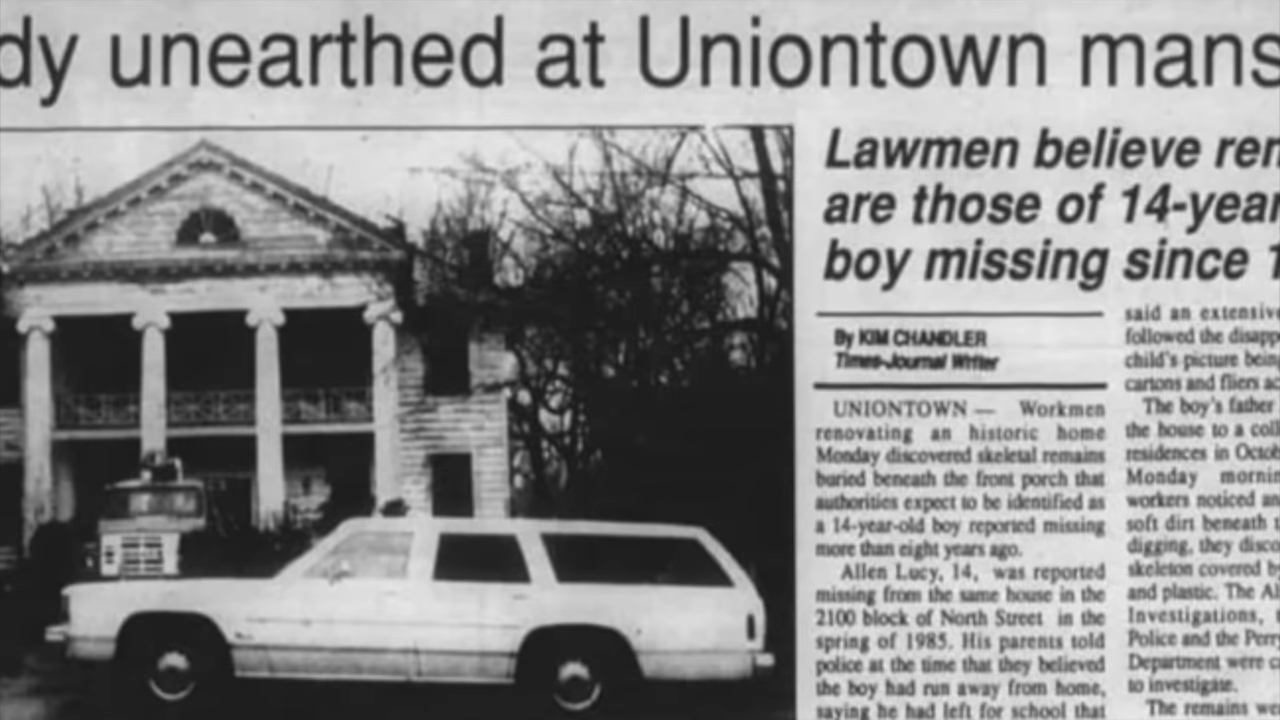 dy unearthed at Uniontown mans
Lawmen believe rem
are those of 14-year
boy missing since 1
By KIM CHANDLER
Times-Journal Writer
UNIONTOWN — Workmen
renovating an historic home
Monday discovered skeletal remains
buried beneath the front porch that
authorities expect to be identified as
a 14-year-old boy reported missing
more than eight years ago.
Allen Lucy, 14, was reported
missing from the same house in the
2100 block of North Street in the
spring of 1985. His parents told
police at the time that they believed
the boy had run away from home,
saying he had left for school that
said an extensive
followed the disapp
child's picture bein
cartons and fliers ac
The boy's father
the house to a coll
residences in Octob
Monday mornin
workers noticed an
soft dirt beneath
digging, they disco
skeleton covered by
and plastic. The Al
Investigations,
Police and the Perr
Department were c
to investigate.
The remains we